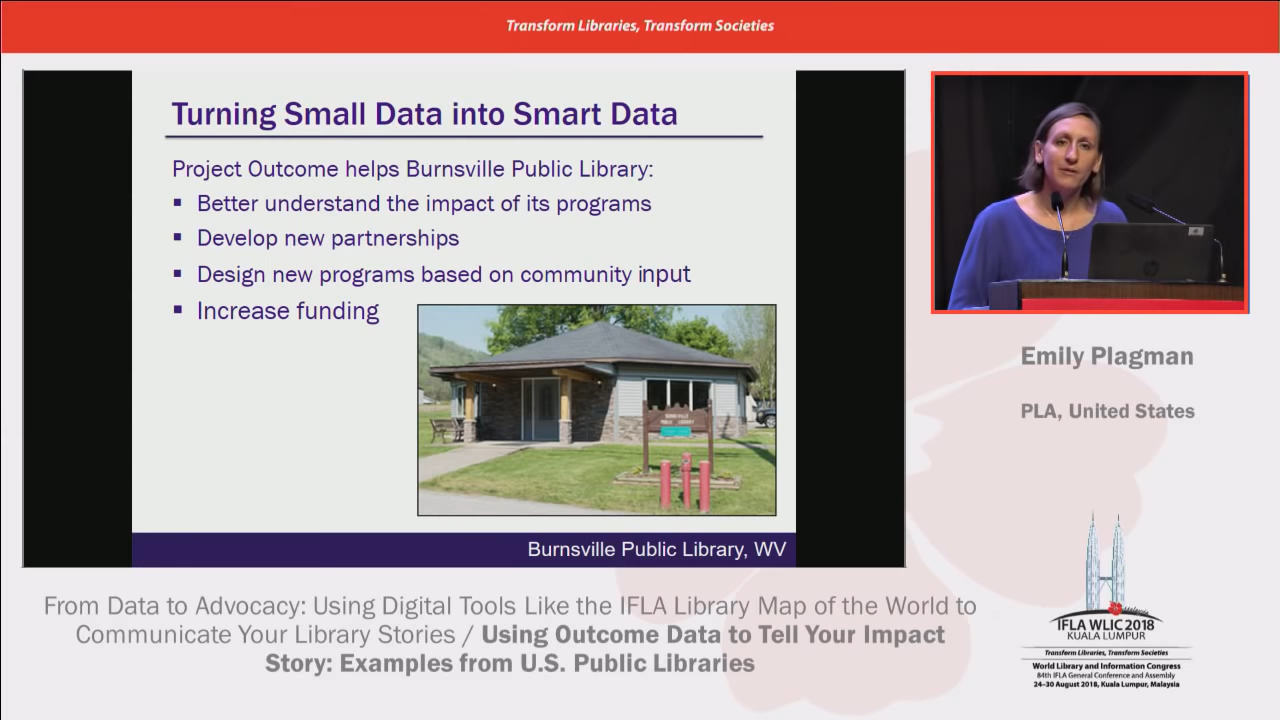 Transform Libraries, Transform Societies
Turning Small Data into Smart Data
Project Outcome helps Burnsville Public Library:
▪ Better understand the impact of its programs
▪ Develop new partnerships
▪ Design new programs based on community input
▪ Increase funding
BURNSVILLE
PUBLIC LIBRARY
Burnsville Public Library, WV
Emily Plagman
PLA, United States
From Data to Advocacy: Using Digital Tools Like the IFLA Library Map of the World to
Communicate Your Library Stories / Using Outcome Data to Tell Your Impact
Story: Examples from U.S. Public Libraries
Malaysia
IFLA WLIC 2018
KUALA LUMPUR
Transform Libraries, Transform Societies
World Library and Information Congress
84th IFLA General Conference and Assembly
24–30 August 2018, Kuala Lumpur, Malaysia